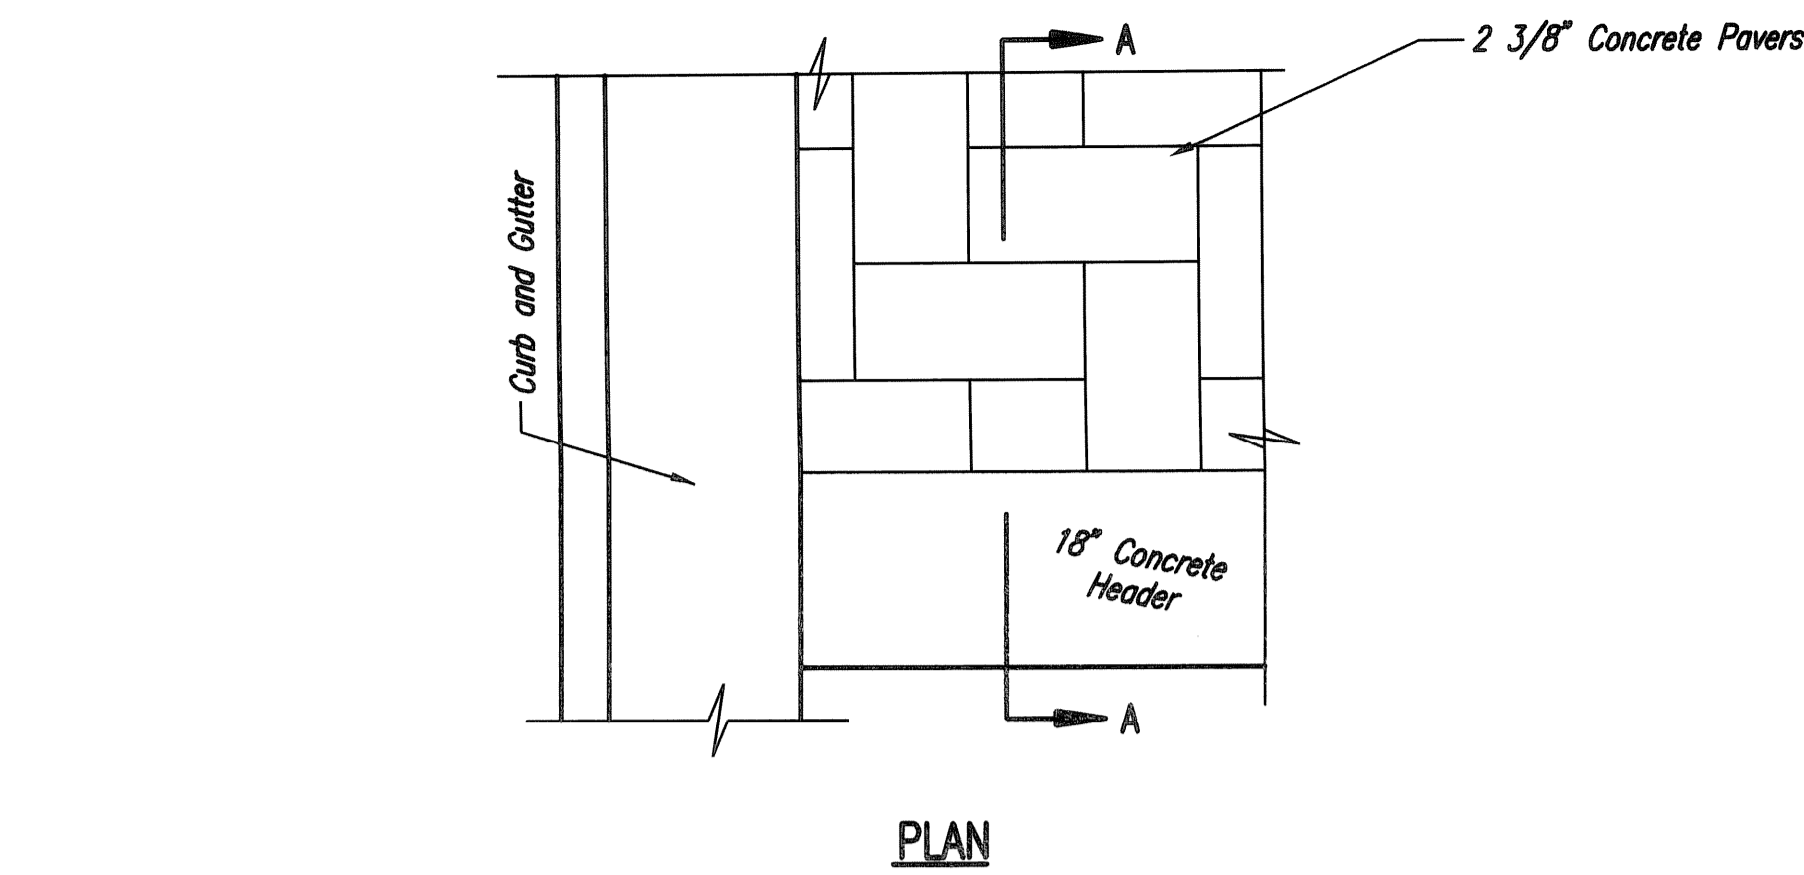 A
2 3/8" Concrete Pavers
Curb and Gutter
18" Concrete
Header
A
PLAN